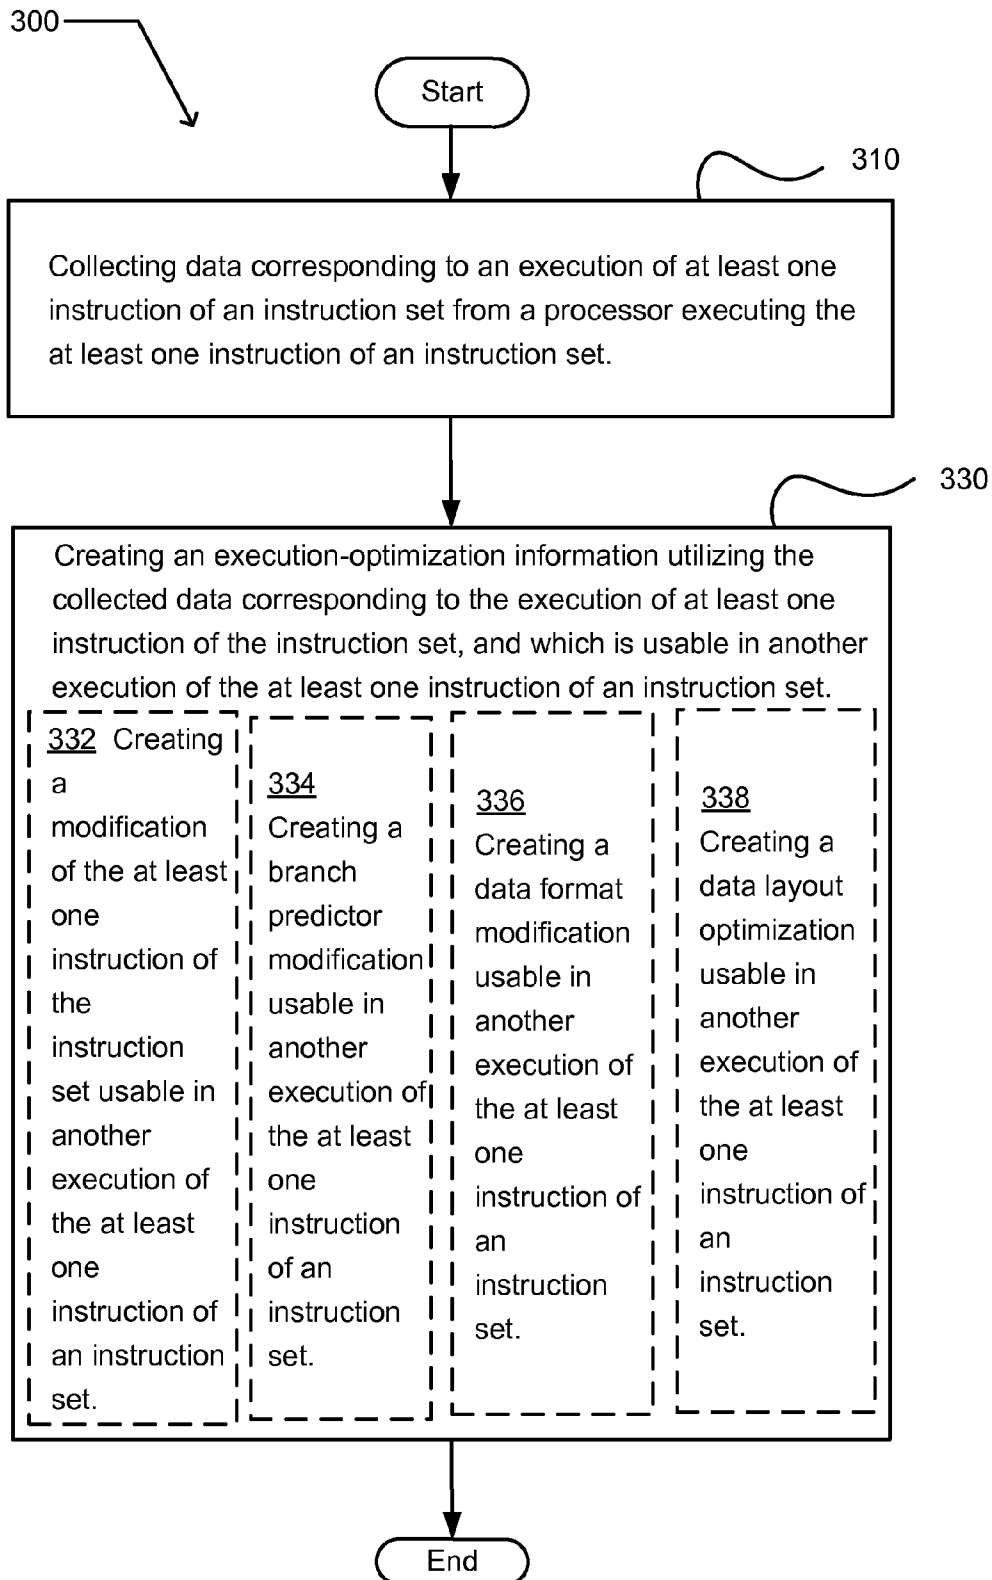 300
Start
310
Collecting data corresponding to an execution of at least one
instruction of an instruction set from a processor executing the
at least one instruction of an instruction set.
330
Creating an execution-optimization information utilizing the
collected data corresponding to the execution of at least one
instruction of the instruction set, and which is usable in another
execution of the at least one instruction of an instruction set.
332 Creating
a
modification
of the at least
one
instruction of
the
instruction
set usable in
another
execution of
the at least
one
instruction of
an instruction
set.
334
Creating a
branch
predictor
modification
usable in
another
execution of
the at least
one
instruction
of an
instruction
set.
336
Creating a
data format
modification
usable in
another
execution of
the at least
one
instruction of
an
instruction
set.
338
Creating a
data layout
optimization
usable in
another
execution of
the at least
one
instruction of
an
instruction
set.
End